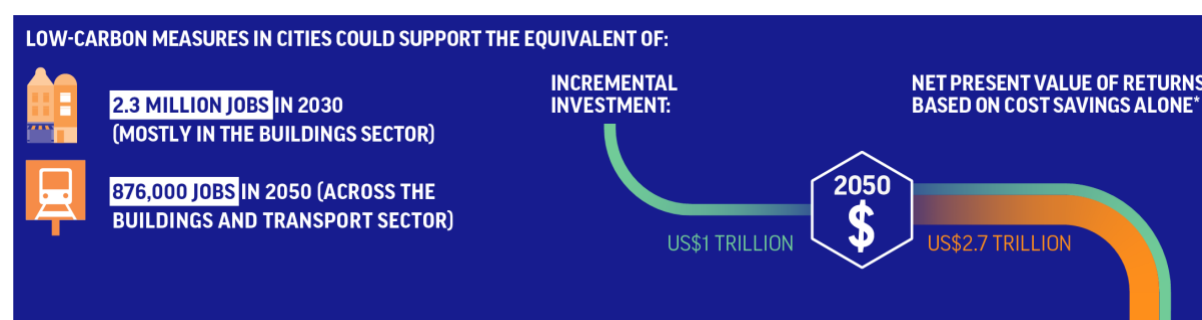 LOW-CARBON MEASURES IN CITIES COULD SUPPORT THE EQUIVALENT OF:
2.3 MILLION JOBS IN 2030
(MOSTLY IN THE BUILDINGS SECTOR)
876,000 JOBS IN 2050 (ACROSS THE
BUILDINGS AND TRANSPORT SECTOR)
INCREMENTAL
INVESTMENT:
US$1 TRILLION
2050
$
NET PRESENT VALUE OF RETURNS
BASED ON COST SAVINGS ALONE*
US$2.7 TRILLION